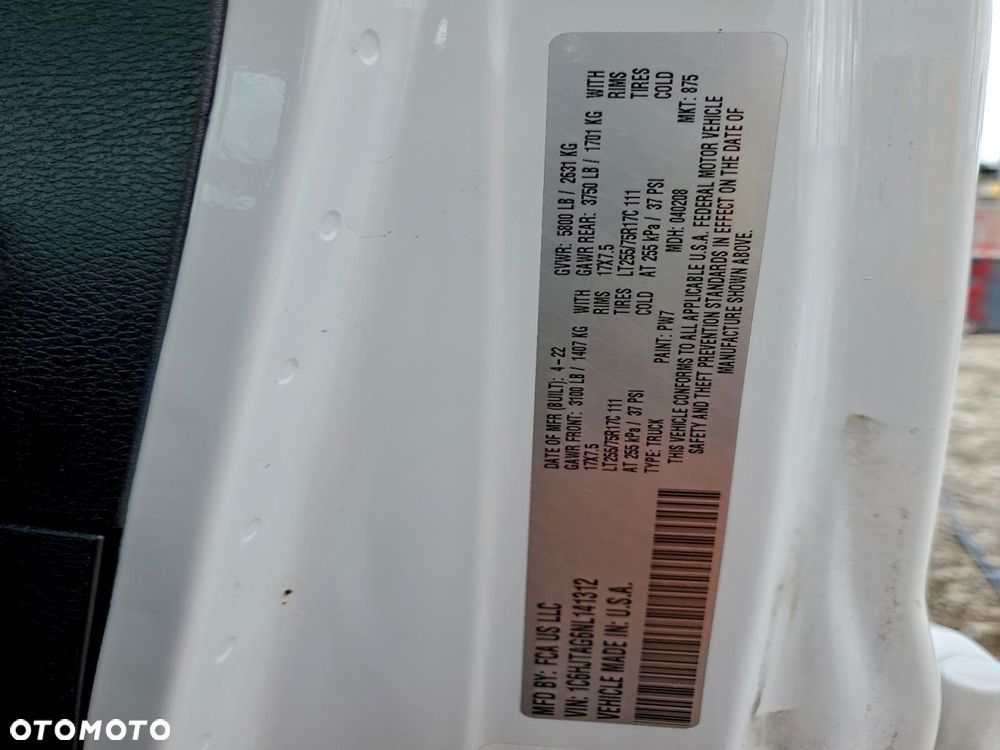 MFD BY: FCA US LLC
VIN: 1C6HJTAG6NL141312
VEHICLE MADE IN: U.S.A.
DATE OF MFR (BUILT): 4-22 GVWR: 5800 LB / 2631 KG
GAWR FRONT: 3100 LB / 1407 KG WITH GAWR REAR: 3750 LB / 1701 KG WITH
17X7.5 RIMS 17X7.5 RIMS
LT255/75R17C 111 TIRES LT255/75R17C 111 TIRES
AT 255 kPa / 37 PSI COLD AT 255 kPa / 37 PSI COLD
TYPE: TRUCK PAINT: PW7 MDH: 040208 MKT: 875
THIS VEHICLE CONFORMS TO ALL APPLICABLE U.S.A. FEDERAL MOTOR VEHICLE
SAFETY AND THEFT PREVENTION STANDARDS IN EFFECT ON THE DATE OF
MANUFACTURE SHOWN ABOVE.
OTOMOTO